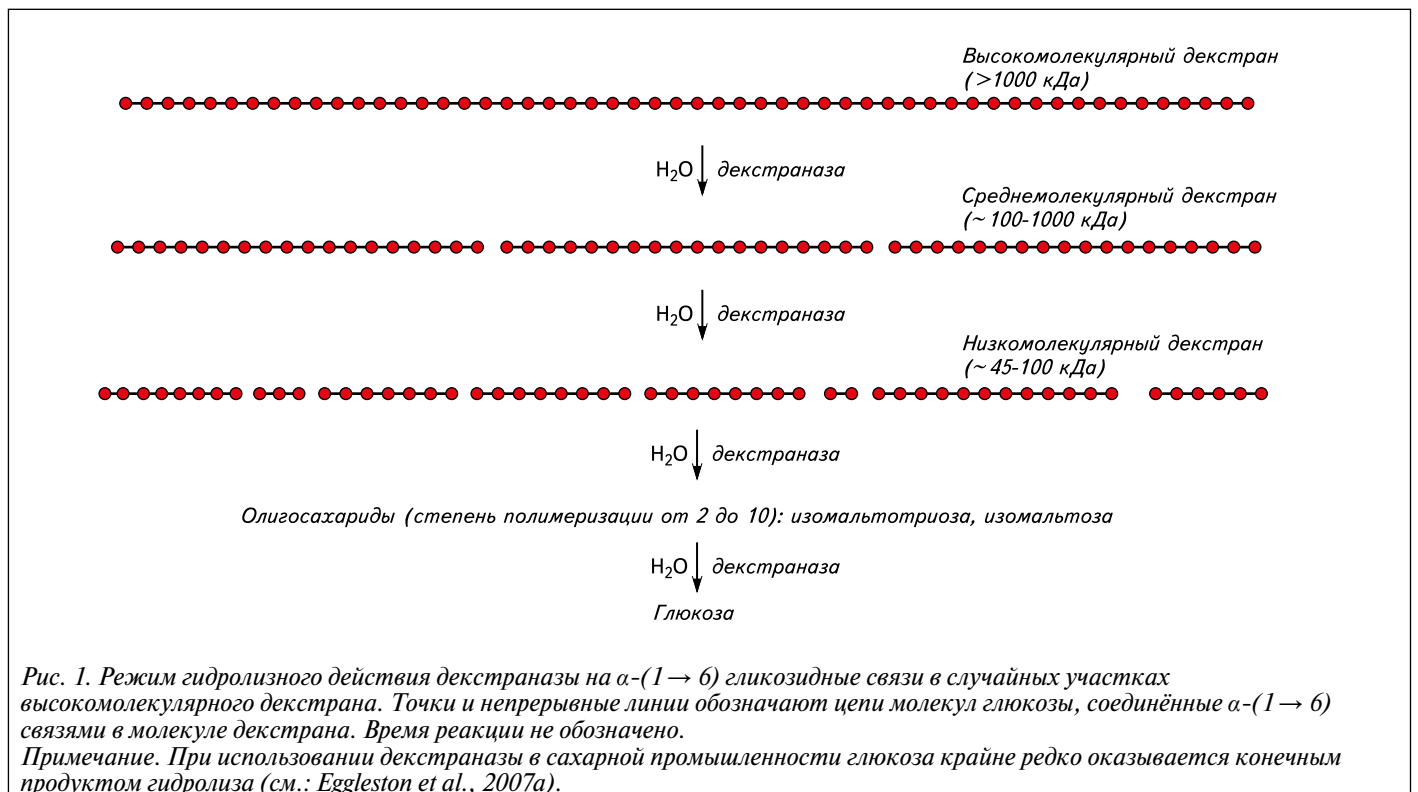 Высокомолекулярный декстран
(>1000 кДа)
H₂O декстраназа
Среднемолекулярный декстран
(~ 100-1000 кДа)
H₂O декстраназа
Низкомолекулярный декстран
(~ 45-100 кДа)
H₂O декстраназа
Олигосахариды (степень полимеризации от 2 до 10): изомальтотриоза, изомальтоза
H₂O декстраназа
Глюкоза
Рис. 1. Режим гидролизного действия декстраназы на α-(1→ 6) гликозидные связи в случайных участках
высокомолекулярного декстрана. Точки и непрерывные линии обозначают цепи молекул глюкозы, соединённые α-(1→ 6)
связями в молекуле декстрана. Время реакции не обозначено.
Примечание. При использовании декстраназы в сахарной промышленности глюкоза крайне редко оказывается конечным
продуктом гидролиза (см.: Eggleston et al., 2007a).